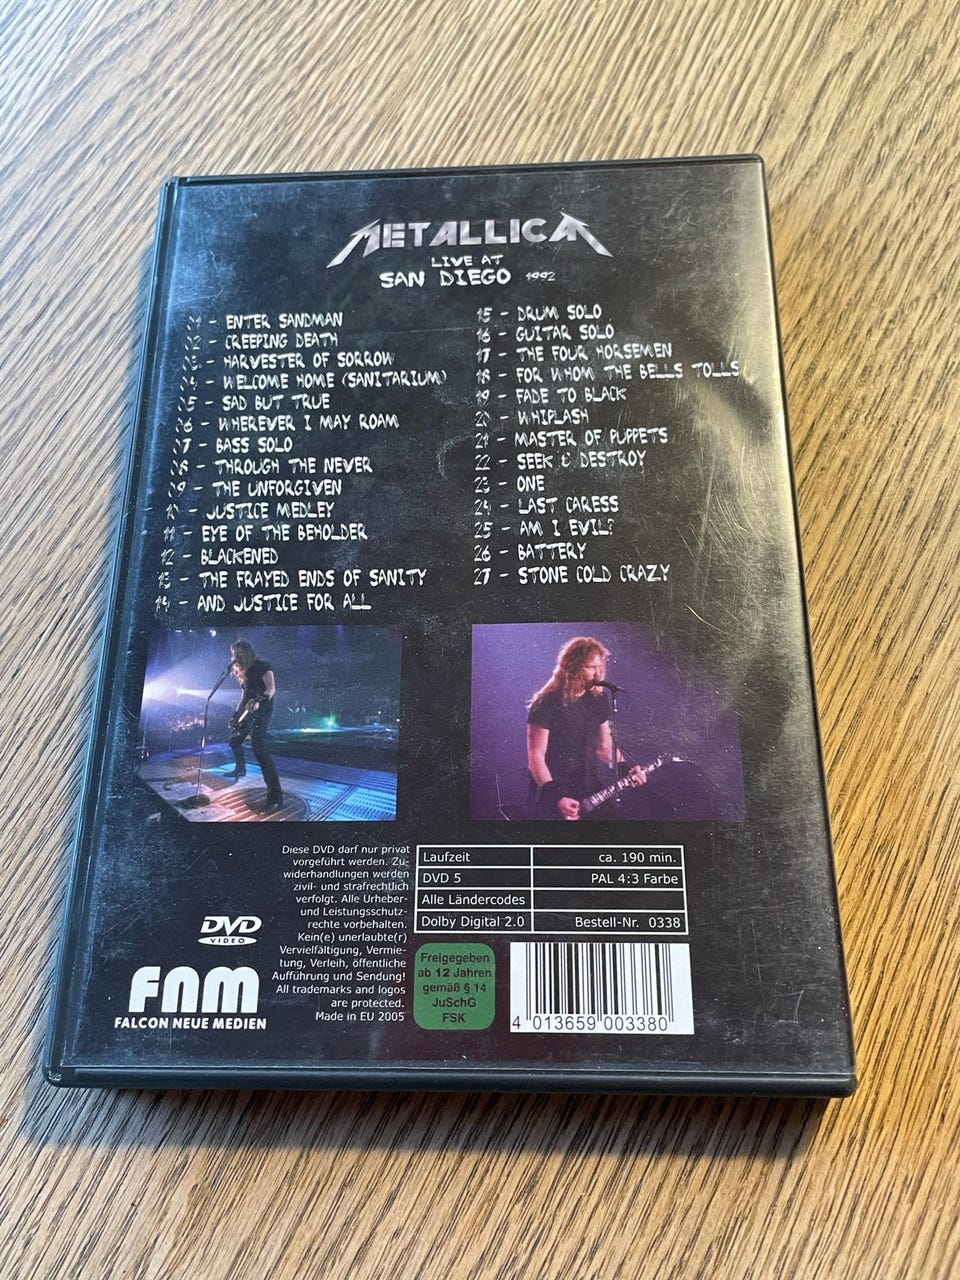 METALLICA
LIVE AT
SAN DIEGO 1992
01 - ENTER SANDMAN
02 - CREEPING DEATH
03 - HARVESTER OF SORROW
04 - WELCOME HOME (SANITARIUM)
05 - SAD BUT TRUE
06 - WHEREVER I MAY ROAM
07 - BASS SOLO
08 - THROUGH THE NEVER
09 - THE UNFORGIVEN
10 - JUSTICE MEDLEY
11 - EYE OF THE BEHOLDER
12 - BLACKENED
13 - THE FRAYED ENDS OF SANITY
14 - AND JUSTICE FOR ALL
15 - DRUM SOLO
16 - GUITAR SOLO
17 - THE FOUR HORSEMEN
18 - FOR WHOM THE BELLS TOLLS
19 - FADE TO BLACK
20 - WHIPLASH
21 - MASTER OF PUPPETS
22 - SEEK & DESTROY
23 - ONE
24 - LAST CARESS
25 - AM I EVIL?
26 - BATTERY
27 - STONE COLD CRAZY
DVD
VIDEO
FNM
FALCON NEUE MEDIEN
Diese DVD darf nur privat
vorgeführt werden. Zu-
widerhandlungen werden
zivil- und strafrechtlich
verfolgt. Alle Urheber-
und Leistungsschutz-
rechte vorbehalten.
Kein(e) unerlaubte(r)
Vervielfältigung, Vermie-
tung, Verleih, öffentliche
Aufführung und Sendung!
All trademarks and logos
are protected.
Made in EU 2005
Laufzeit ca. 190 min.
DVD 5 PAL 4:3 Farbe
Alle Ländercodes
Dolby Digital 2.0 Bestell-Nr. 0338
Freigegeben
ab 12 Jahren
gemäß § 14
JuSchG
FSK
4 013659 003380